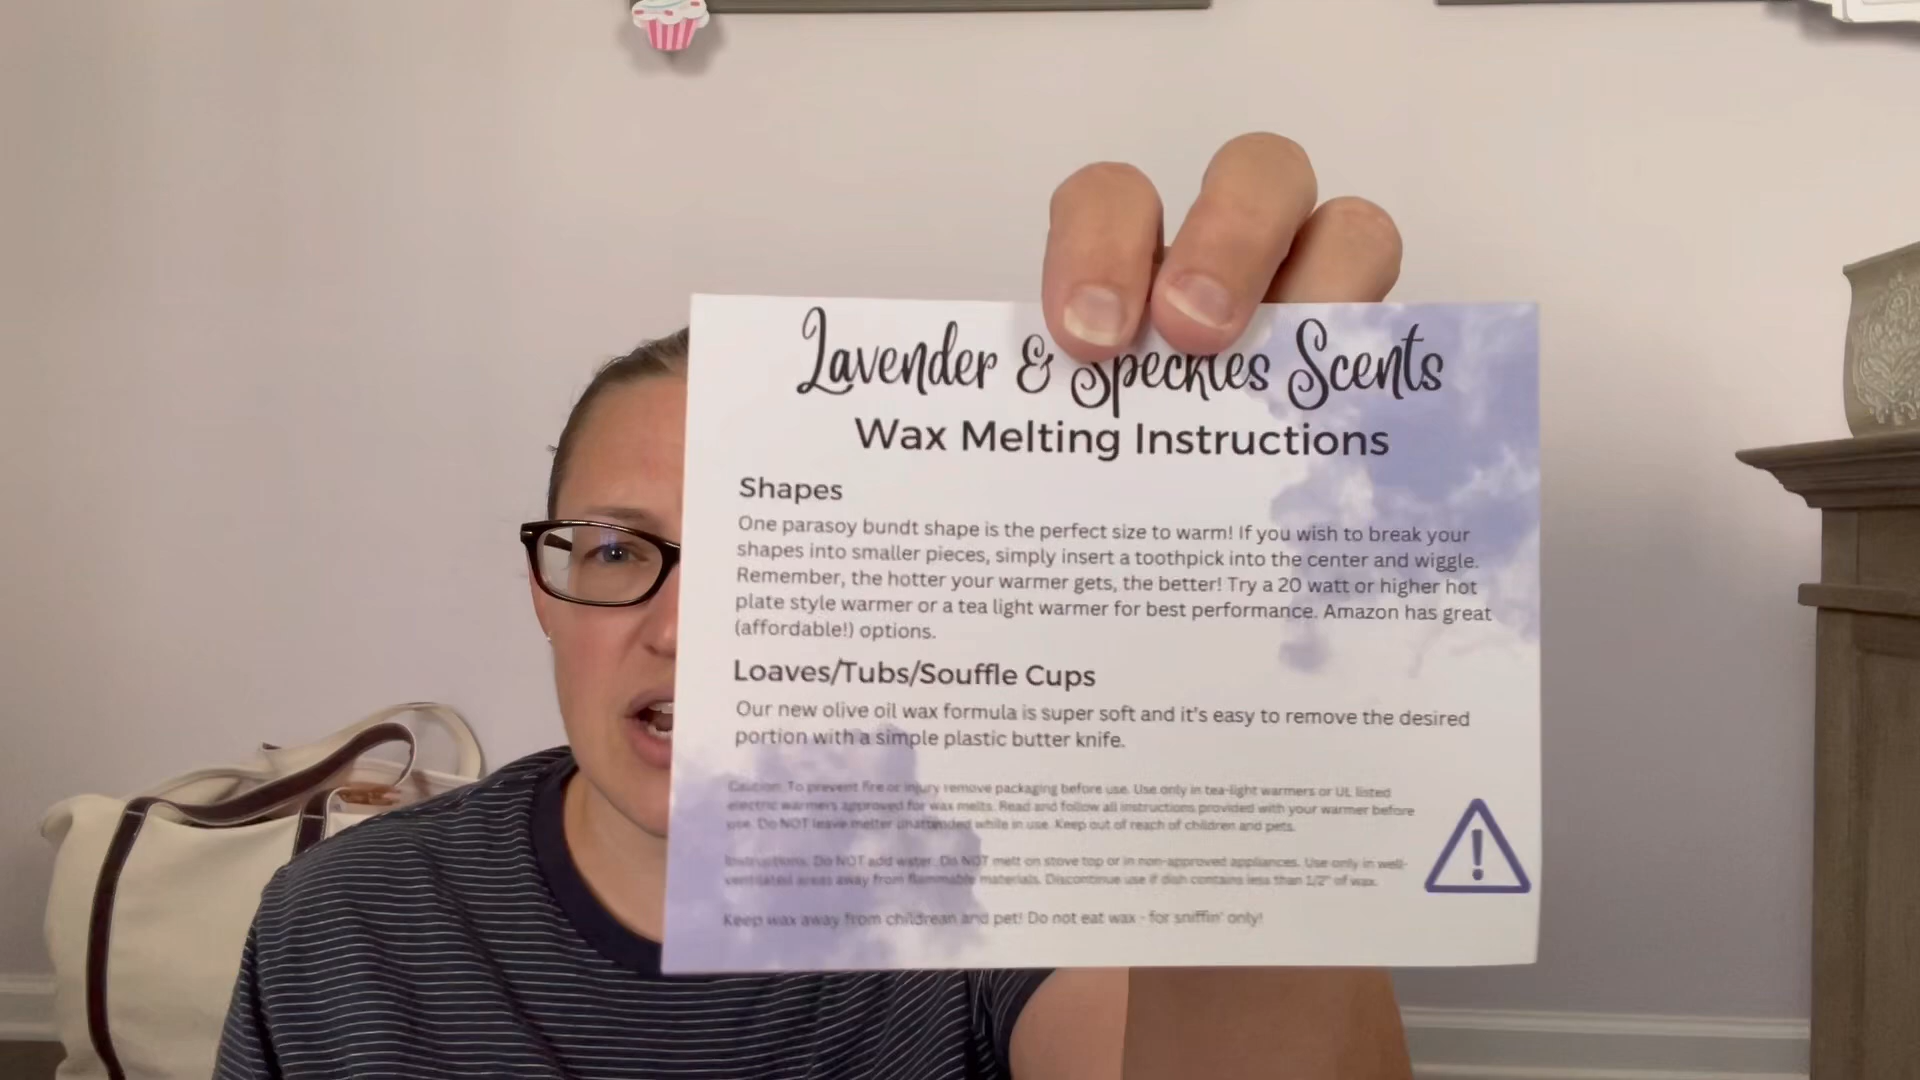 Lavender & Speckles Scents
Wax Melting Instructions
Shapes
One parasoy bundt shape is the perfect size to warm! If you wish to break your
shapes into smaller pieces, simply insert a toothpick into the center and wiggle.
Remember, the hotter your warmer gets, the better! Try a 20 watt or higher hot
plate style warmer or a tea light warmer for best performance. Amazon has great
(affordable!) options.
Loaves/Tubs/Souffle Cups
Our new olive oil wax formula is super soft and it's easy to remove the desired
portion with a simple plastic butter knife.
Caution: To prevent fire or injury remove packaging before use. Use only in tea-light warmers or UL listed
electric warmers approved for wax melts. Read and follow all instructions provided with your warmer before
use. Do NOT leave melter unattended while in use. Keep out of reach of children and pets.
Instructions: Do NOT add water. Do NOT melt on stove top or in non-approved appliances. Use only in well-
ventilated areas away from flammable materials. Discontinue use if dish contains less than 1/2" of wax.
Keep wax away from childrean and pet! Do not eat wax - for sniffin' only!